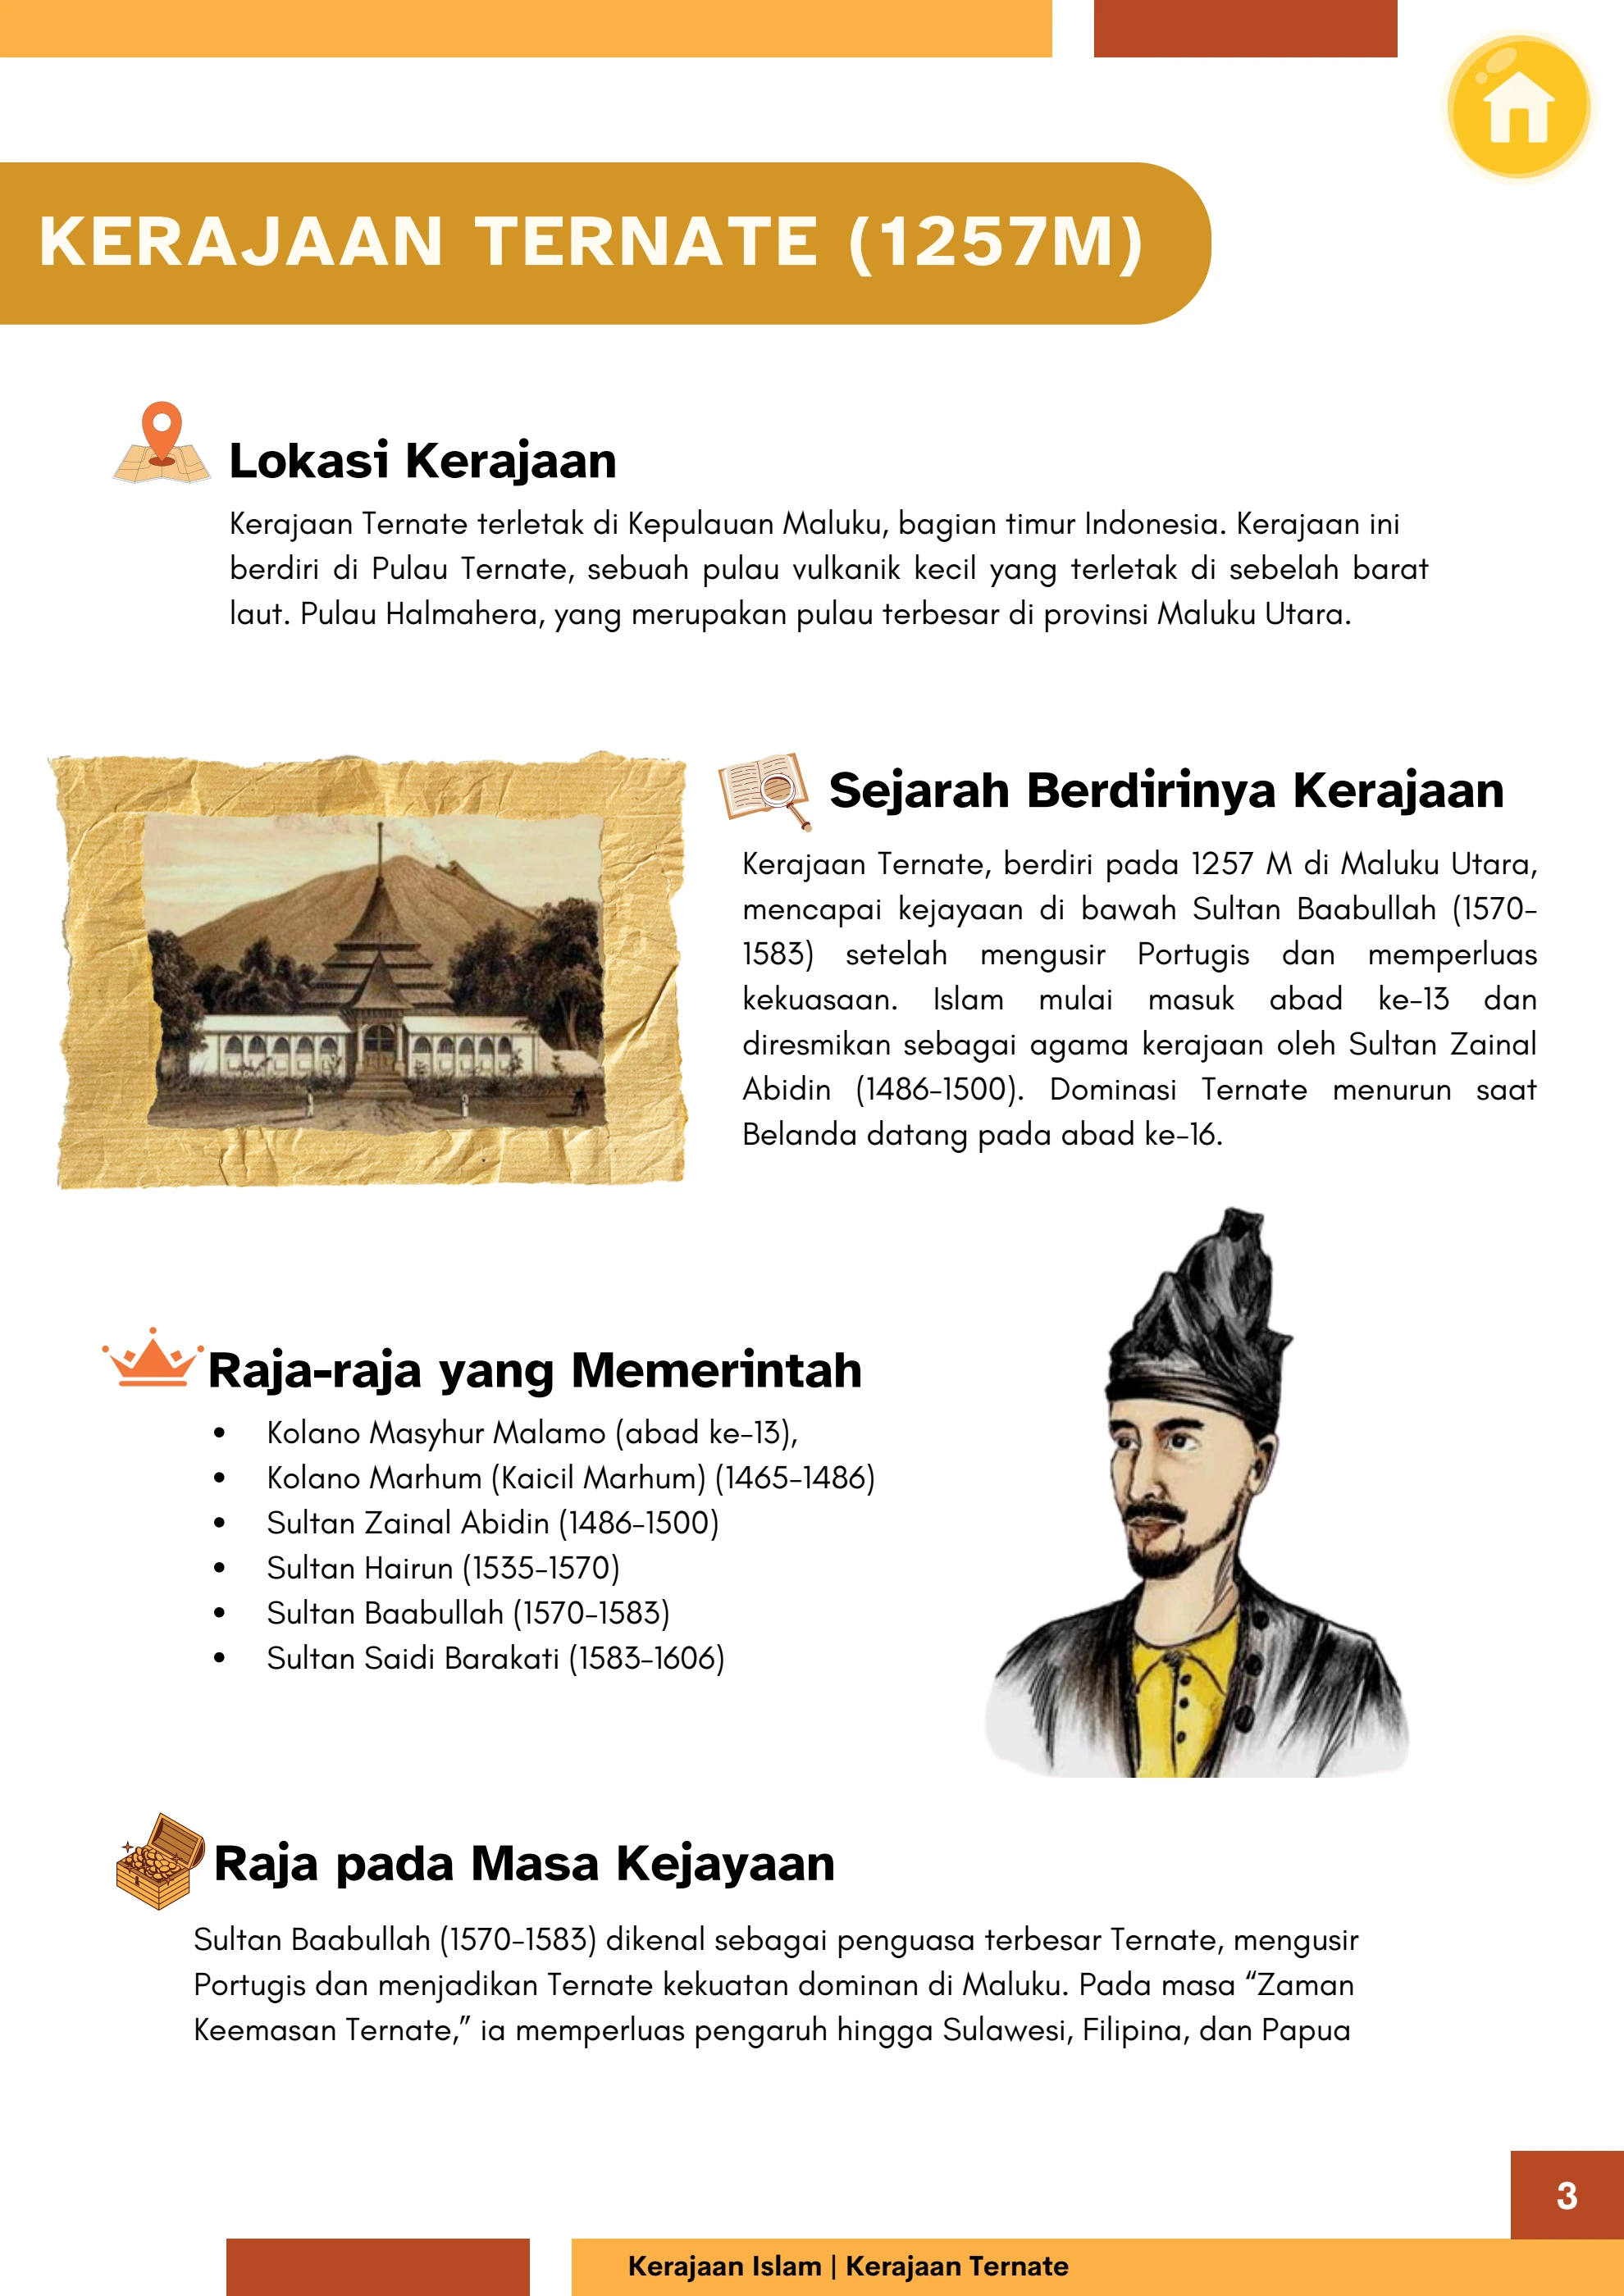 KERAJAAN TERNATE (1257M)
Lokasi Kerajaan
Kerajaan Ternate terletak di Kepulauan Maluku, bagian timur Indonesia. Kerajaan ini
berdiri di Pulau Ternate, sebuah pulau vulkanik kecil yang terletak di sebelah barat
laut. Pulau Halmahera, yang merupakan pulau terbesar di provinsi Maluku Utara.
Sejarah Berdirinya Kerajaan
Kerajaan Ternate, berdiri pada 1257 M di Maluku Utara,
mencapai kejayaan di bawah Sultan Baabullah (1570-
1583) setelah mengusir Portugis dan memperluas
kekuasaan. Islam mulai masuk abad ke-13 dan
diresmikan sebagai agama kerajaan oleh Sultan Zainal
Abidin (1486-1500). Dominasi Ternate menurun saat
Belanda datang pada abad ke-16.
Raja-raja yang Memerintah
• Kolano Masyhur Malamo (abad ke-13),
• Kolano Marhum (Kaicil Marhum) (1465-1486)
• Sultan Zainal Abidin (1486-1500)
• Sultan Hairun (1535-1570)
• Sultan Baabullah (1570-1583)
• Sultan Saidi Barakati (1583-1606)
Raja pada Masa Kejayaan
Sultan Baabullah (1570-1583) dikenal sebagai penguasa terbesar Ternate, mengusir
Portugis dan menjadikan Ternate kekuatan dominan di Maluku. Pada masa “Zaman
Keemasan Ternate,” ia memperluas pengaruh hingga Sulawesi, Filipina, dan Papua
3
Kerajaan Islam | Kerajaan Ternate